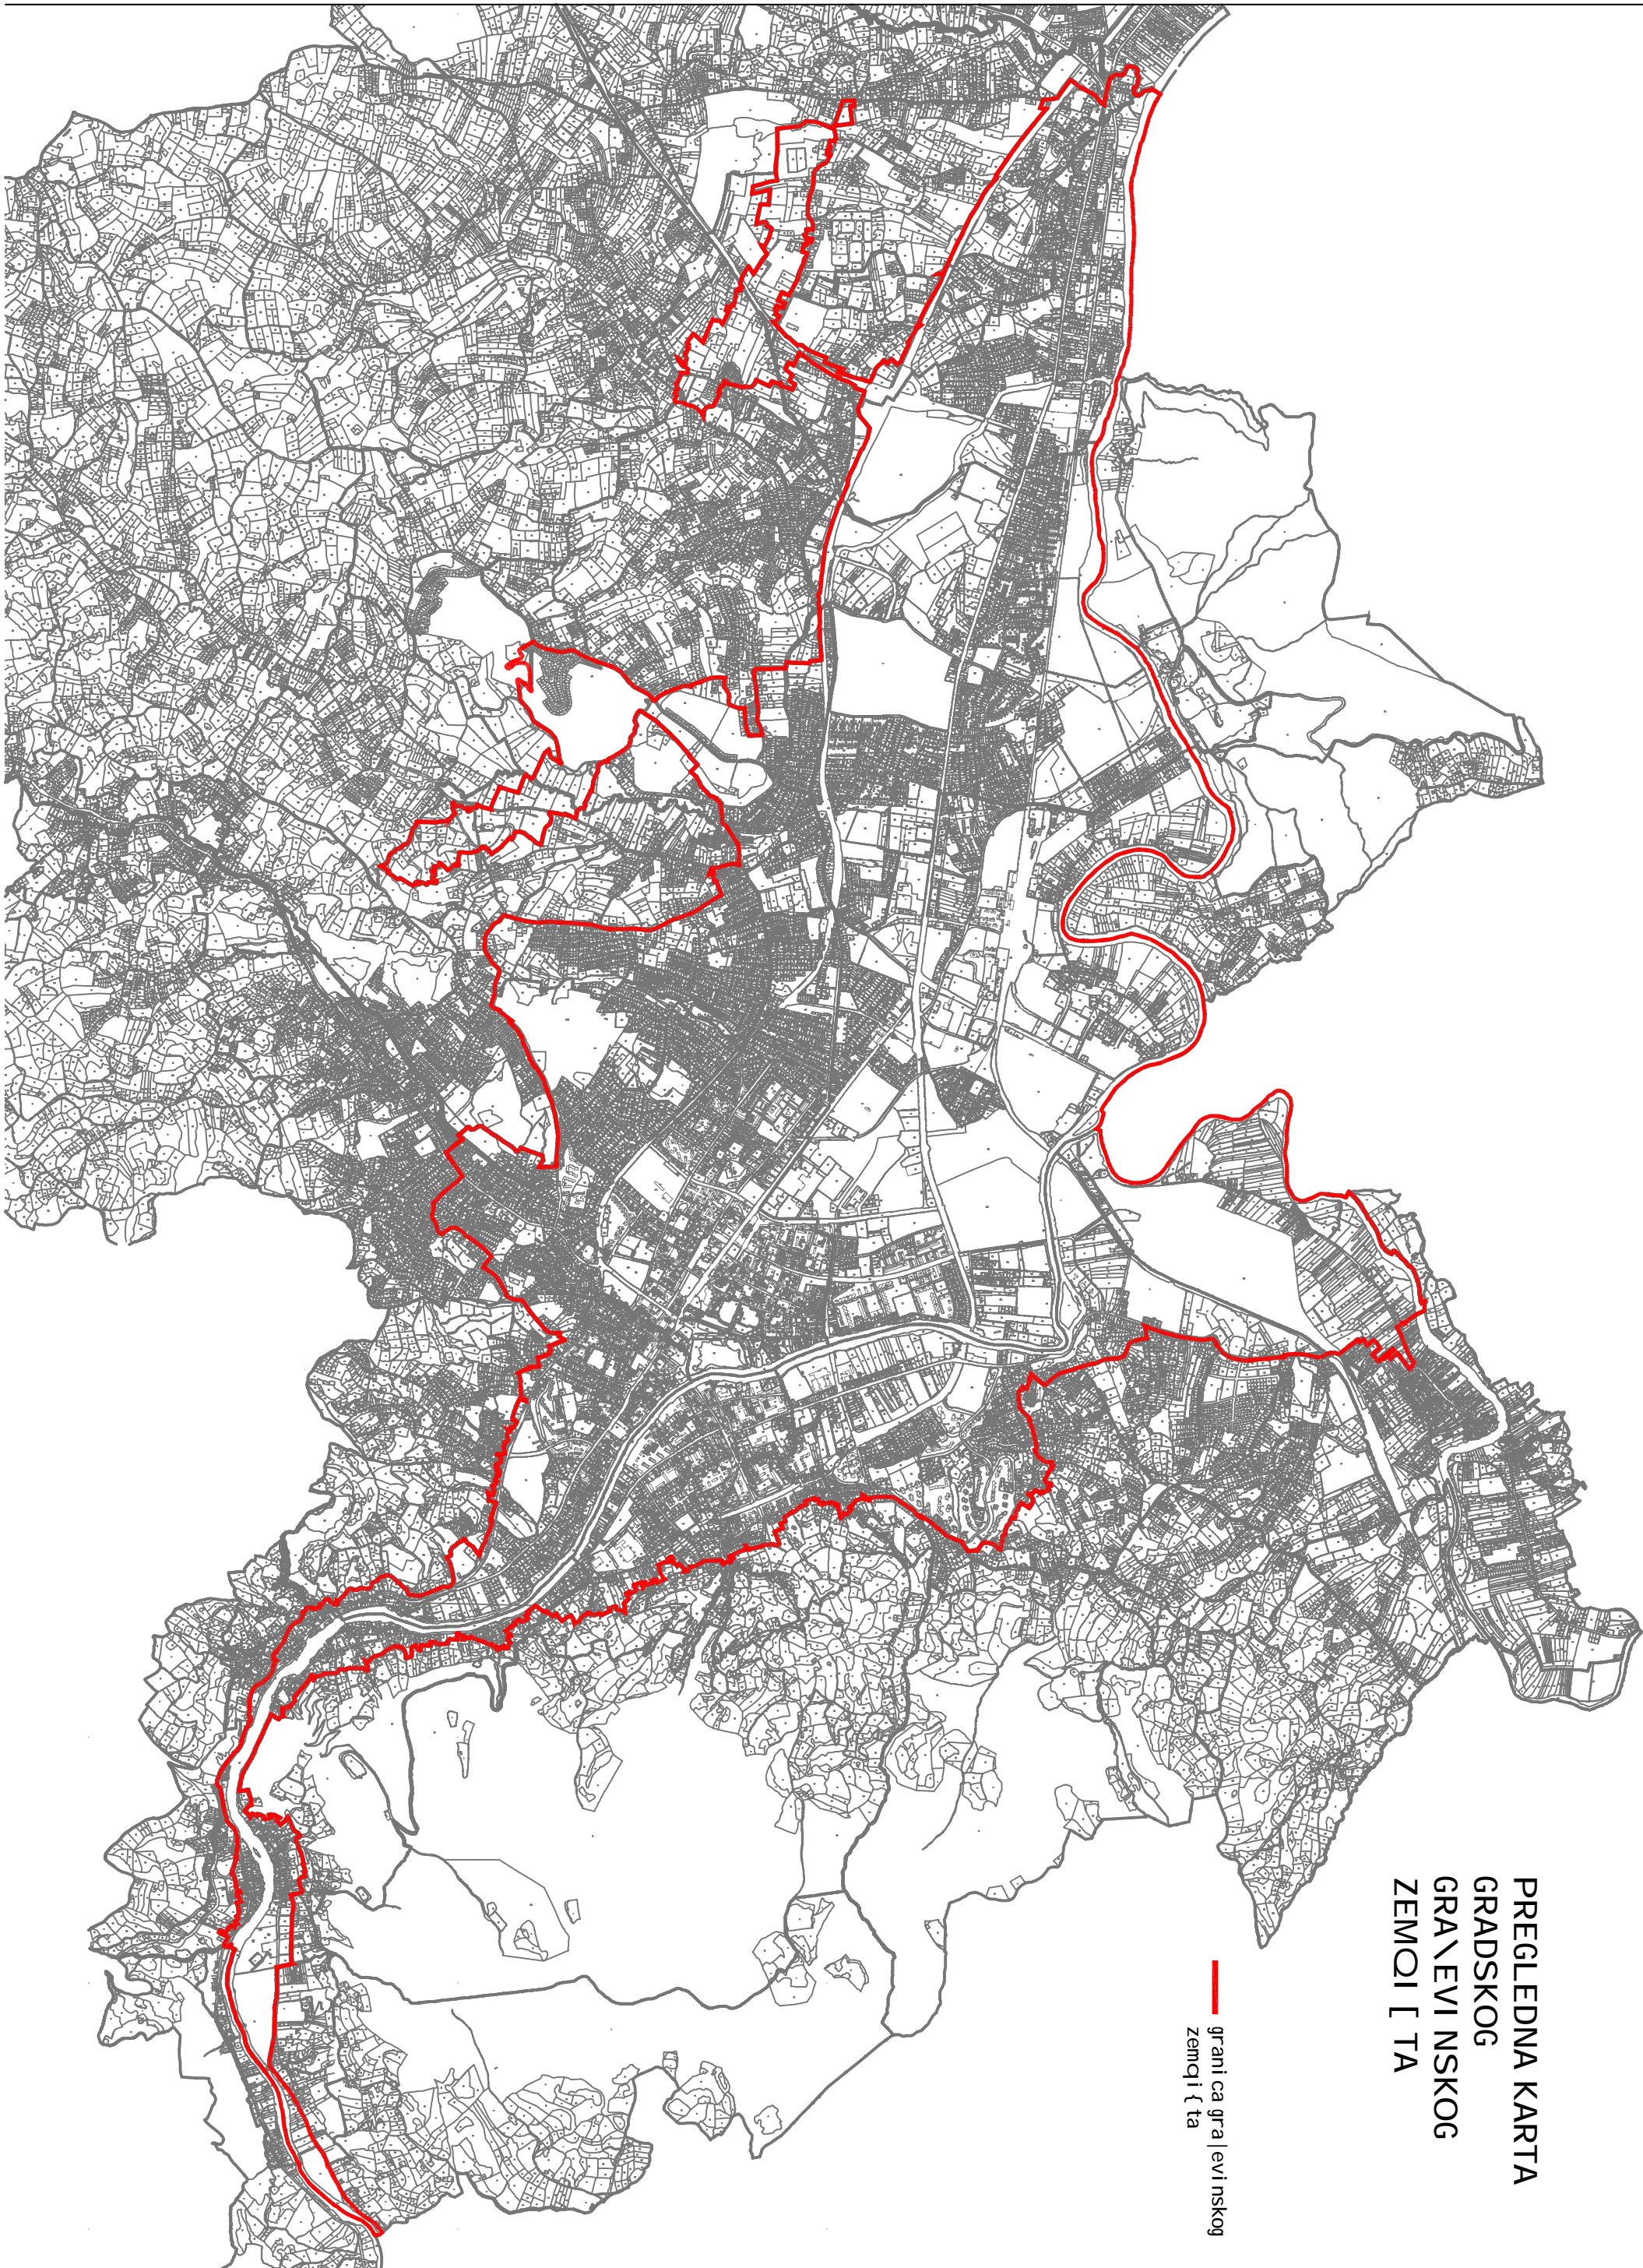 PREGLEDNA KARTA
GRADSKOG
GRA\EVINSKOG
ZEMQI[TA
granica gra|evinskog
zemqi{ta